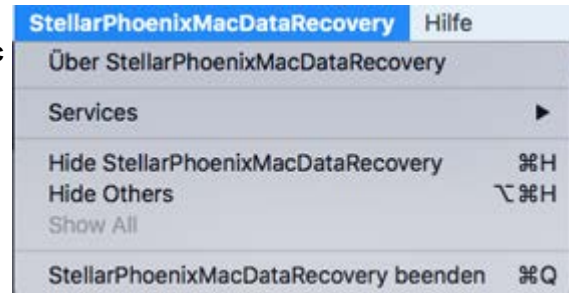 StellarPhoenixMacDataRecovery Hilfe
Über StellarPhoenixMacDataRecovery
Services ▶
Hide StellarPhoenixMacDataRecovery ⌘H
Hide Others ⌥⌘H
Show All
StellarPhoenixMacDataRecovery beenden ⌘Q